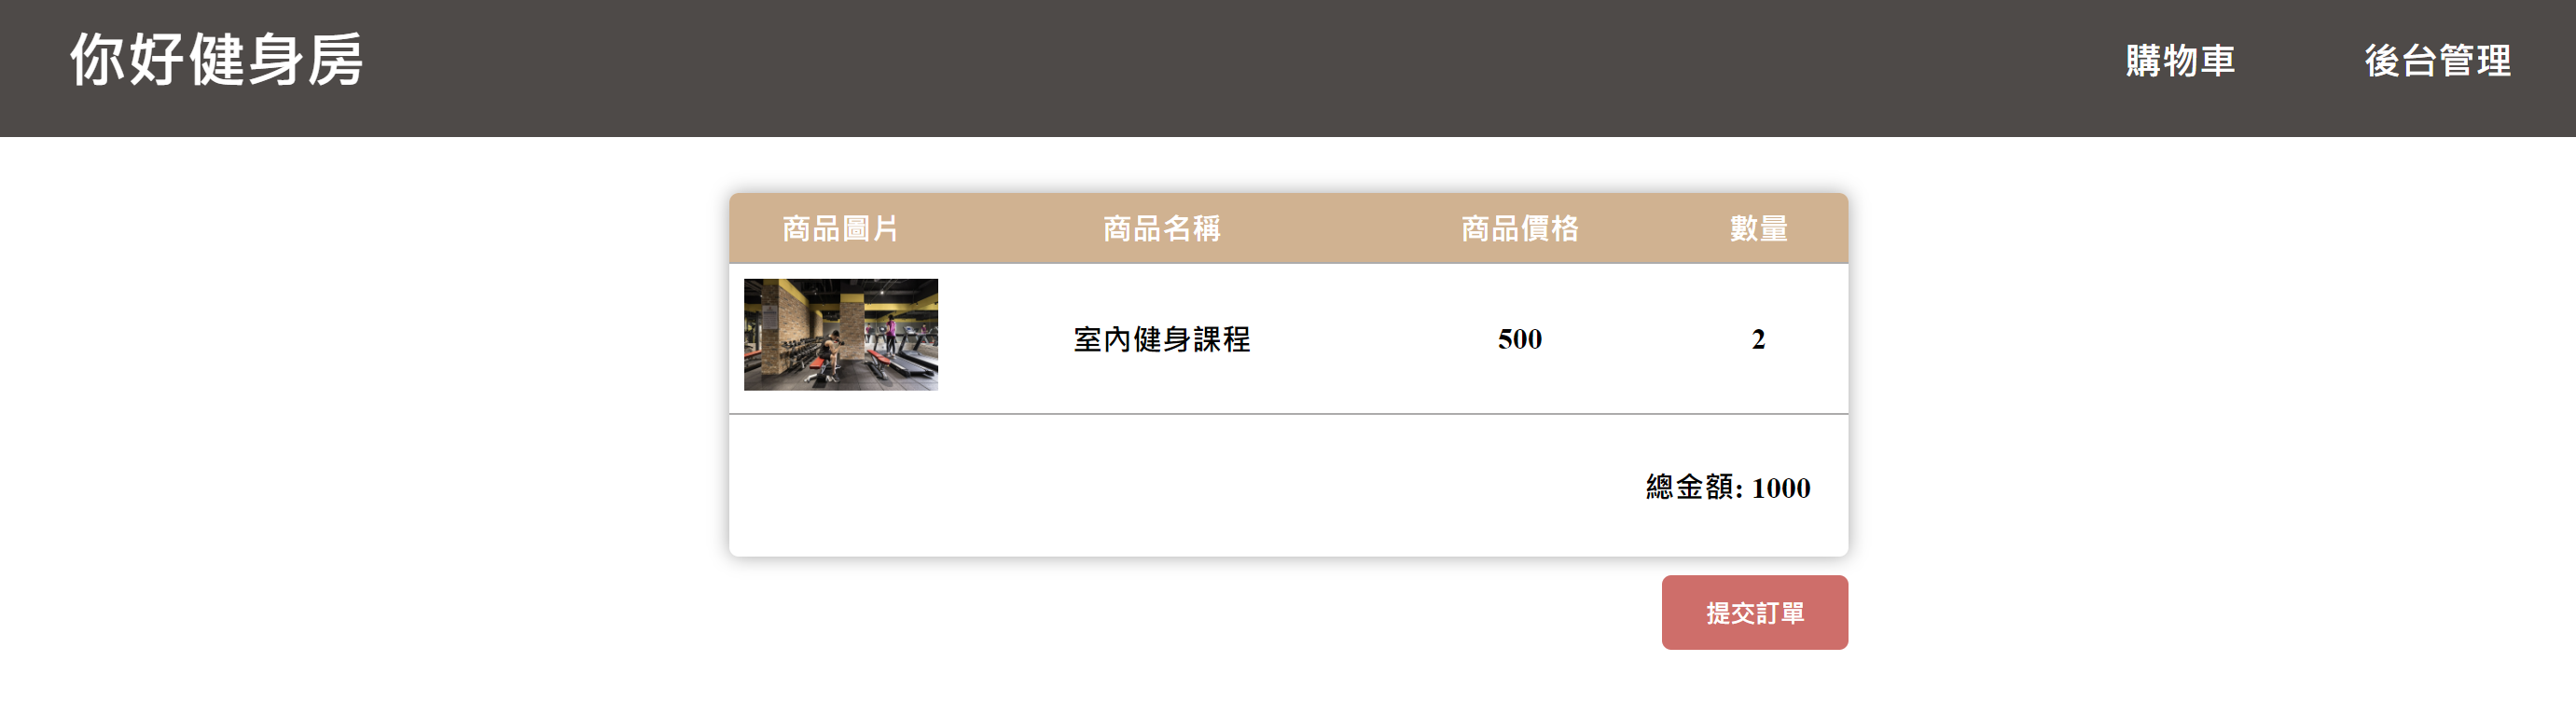 你好健身房 購物車 後台管理
商品圖片 商品名稱 商品價格 數量
室內健身課程 500 2
總金額: 1000
提交訂單